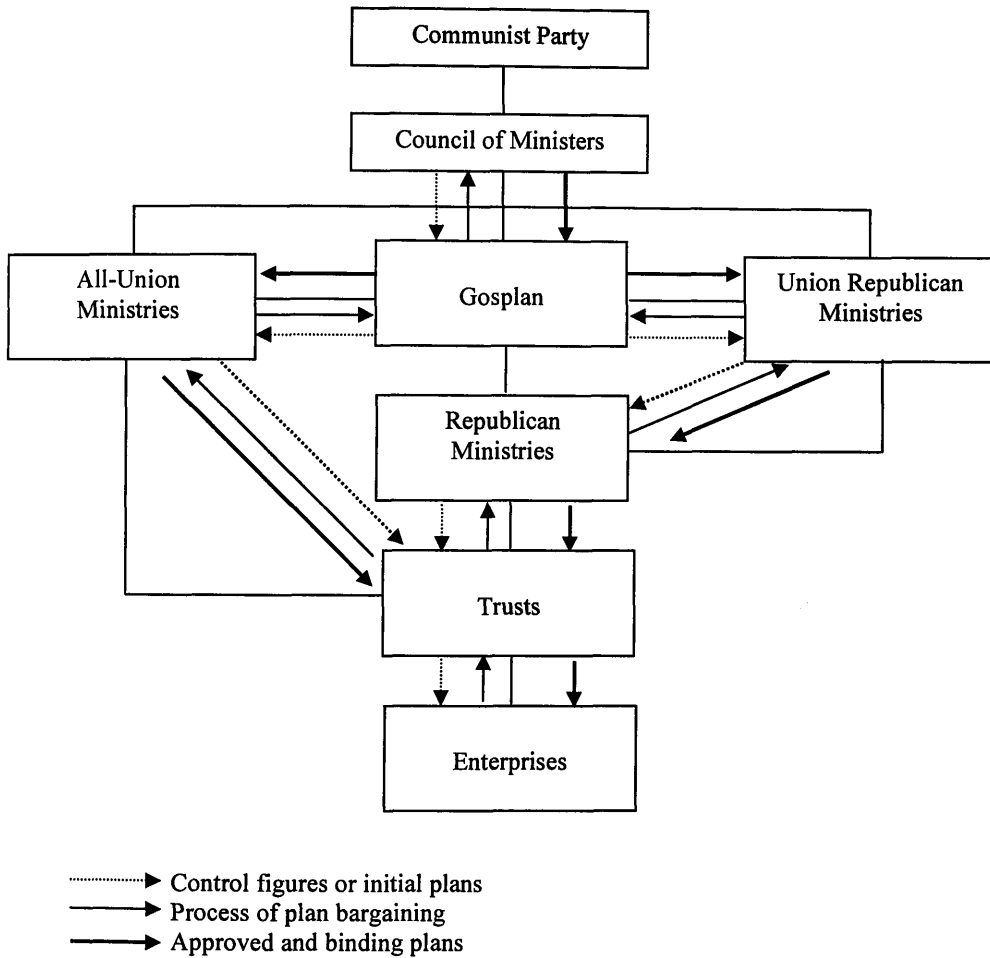 Communist Party
Council of Ministers
All-Union
Ministries
Gosplan
Union Republican
Ministries
Republican
Ministries
Trusts
Enterprises
Control figures or initial plans
Process of plan bargaining
Approved and binding plans